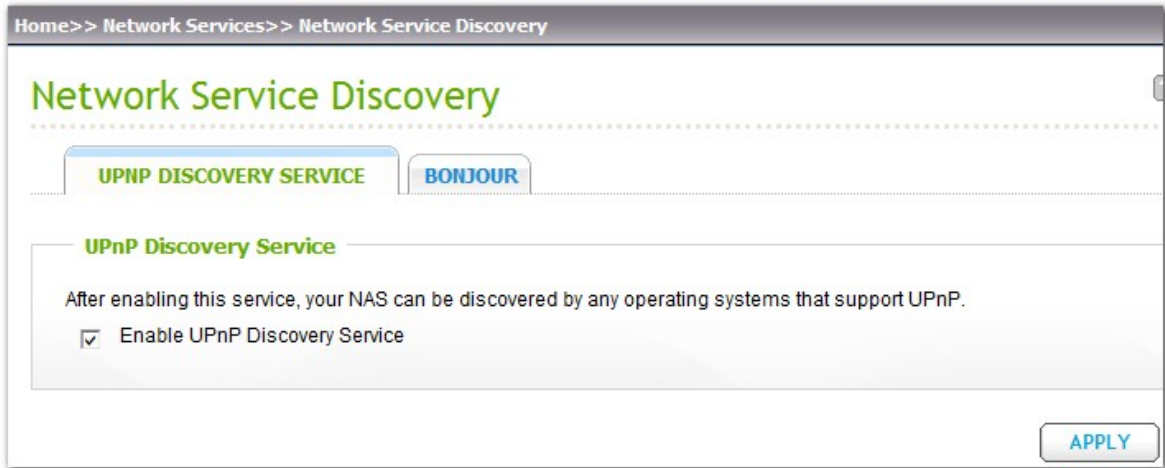 Home>> Network Services>> Network Service Discovery
Network Service Discovery
UPNP DISCOVERY SERVICE
BONJOUR
UPnP Discovery Service
After enabling this service, your NAS can be discovered by any operating systems that support UPnP.
Enable UPnP Discovery Service
APPLY